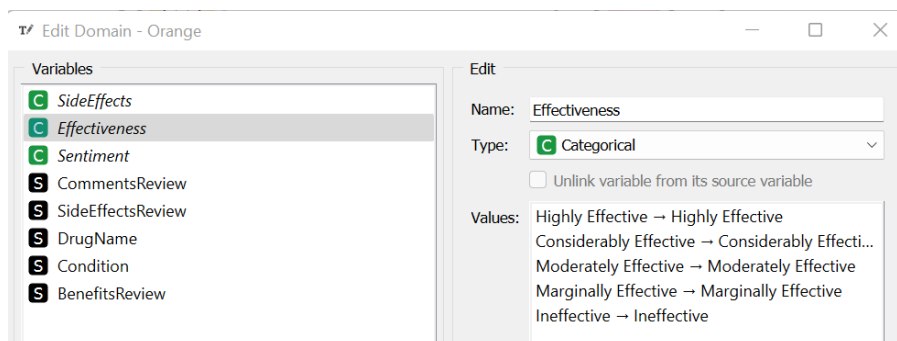 Edit Domain - Orange
Variables
C SideEffects
C Effectiveness
C Sentiment
S CommentsReview
S SideEffectsReview
S DrugName
S Condition
S BenefitsReview
Edit
Name: Effectiveness
Type: C Categorical
Unlink variable from its source variable
Values: Highly Effective → Highly Effective
Considerably Effective → Considerably Effecti...
Moderately Effective → Moderately Effective
Marginally Effective → Marginally Effective
Ineffective → Ineffective